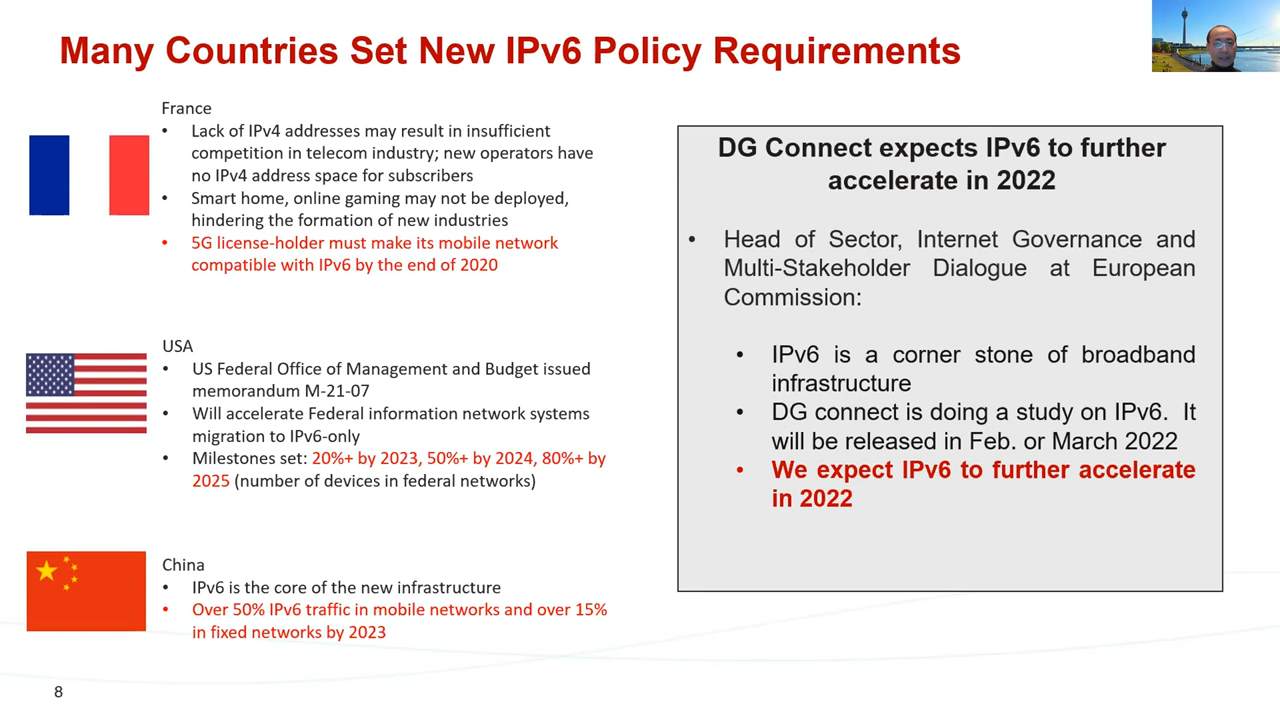 Many Countries Set New IPv6 Policy Requirements
France
• Lack of IPv4 addresses may result in insufficient
competition in telecom industry; new operators have
no IPv4 address space for subscribers
• Smart home, online gaming may not be deployed,
hindering the formation of new industries
• 5G license-holder must make its mobile network
compatible with IPv6 by the end of 2020
USA
• US Federal Office of Management and Budget issued
memorandum M-21-07
• Will accelerate Federal information network systems
migration to IPv6-only
• Milestones set: 20%+ by 2023, 50%+ by 2024, 80%+ by
2025 (number of devices in federal networks)
China
• IPv6 is the core of the new infrastructure
• Over 50% IPv6 traffic in mobile networks and over 15%
in fixed networks by 2023
DG Connect expects IPv6 to further
accelerate in 2022
• Head of Sector, Internet Governance and
Multi-Stakeholder Dialogue at European
Commission:
• IPv6 is a corner stone of broadband
infrastructure
• DG connect is doing a study on IPv6. It
will be released in Feb. or March 2022
• We expect IPv6 to further accelerate
in 2022
8